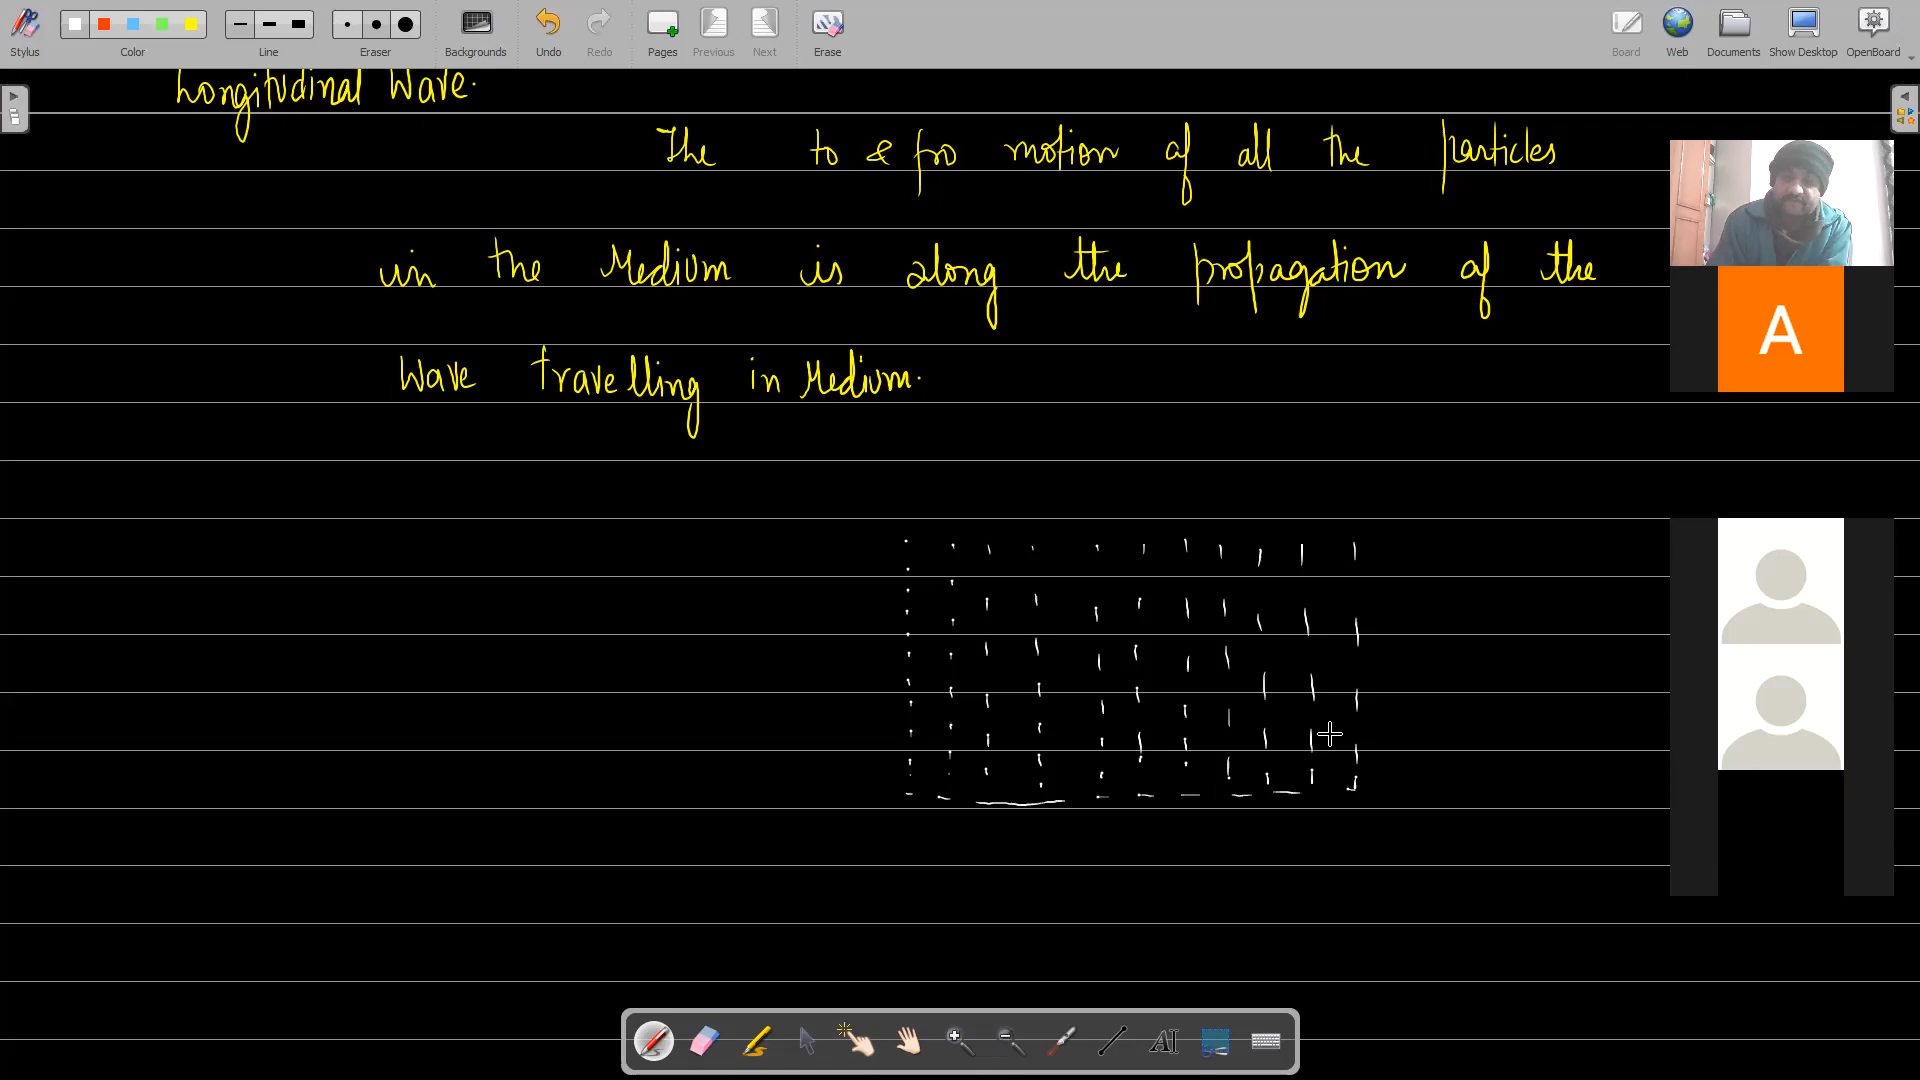 Stylus Color Line Eraser Backgrounds Undo Redo Pages Previous Next Erase Board Web Documents Show Desktop OpenBoard
Longitudinal Wave.
The to & fro motion of all the particles
in the Medium is along the propagation of the
Wave travelling in Medium.
A